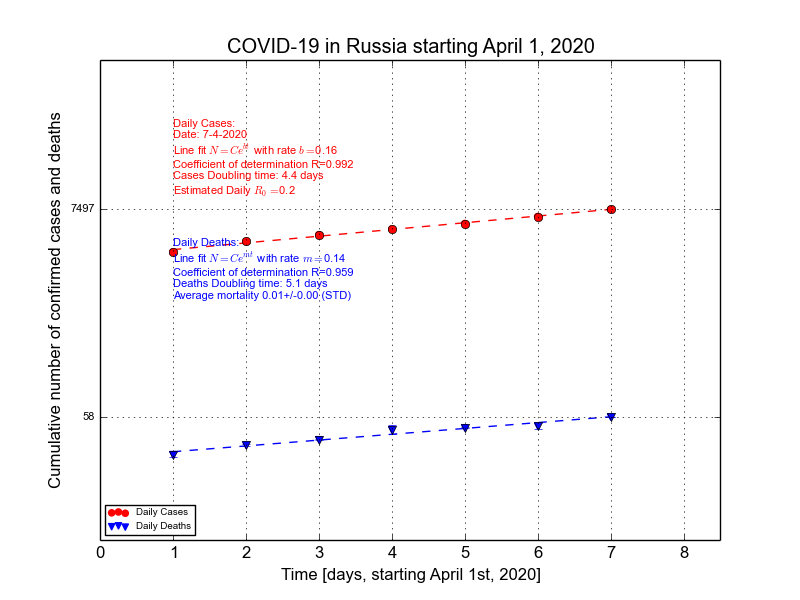 COVID-19 in Russia starting April 1, 2020
Cumulative number of confirmed cases and deaths
Daily Cases:
Date: 7-4-2020
Line fit N = Ce^{bt} with rate b =0.16
Coefficient of determination R=0.992
Cases Doubling time: 4.4 days
Estimated Daily R_0 =0.2
7497
Daily Deaths:
Line fit N = Ce^{mt} with rate m =0.14
Coefficient of determination R=0.959
Deaths Doubling time: 5.1 days
Average mortality 0.01+/-0.00 (STD)
58
Daily Cases
Daily Deaths
0 1 2 3 4 5 6 7 8
Time [days, starting April 1st, 2020]